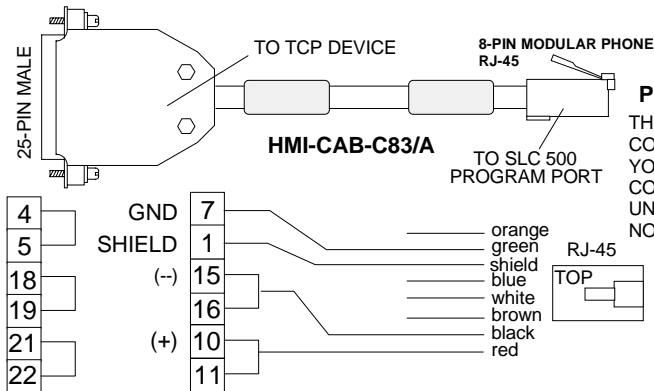 25-PIN MALE
TO TCP DEVICE
8-PIN MODULAR PHONE
RJ-45
HMI-CAB-C83/A
TO SLC 500
PROGRAM PORT
P
TH
CO
YO
CO
UN
NO
4
5
18
19
21
22
GND 7
SHIELD 1
(--) 15
16
(+) 10
11
orange
green
shield
blue
white
brown
black
red
RJ-45
TOP